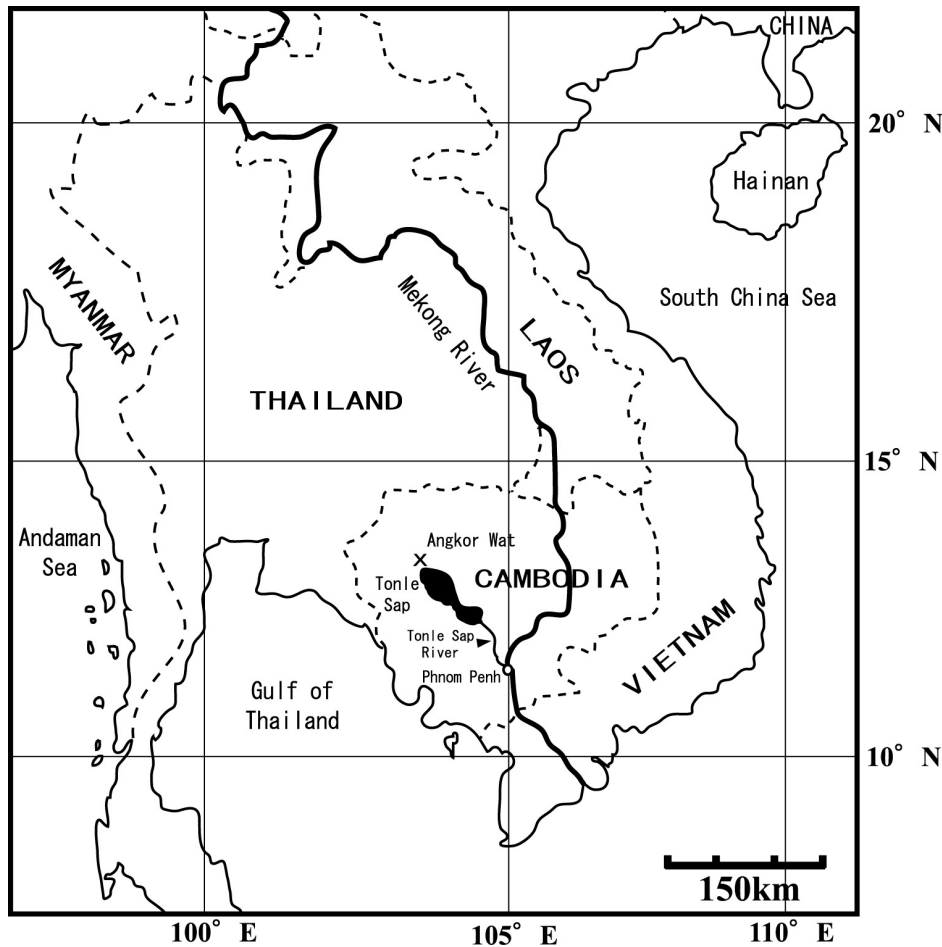 CHINA
20° N
Hainan
MYANMAR
South China Sea
Mekong River
LAOS
THAILAND
15° N
Andaman
Sea
Angkor Wat
CAMBODIA
Tonle
Sap
Tonle Sap
River
Phnom Penh
VIETNAM
Gulf of
Thailand
10° N
150km
100° E
105° E
110° E